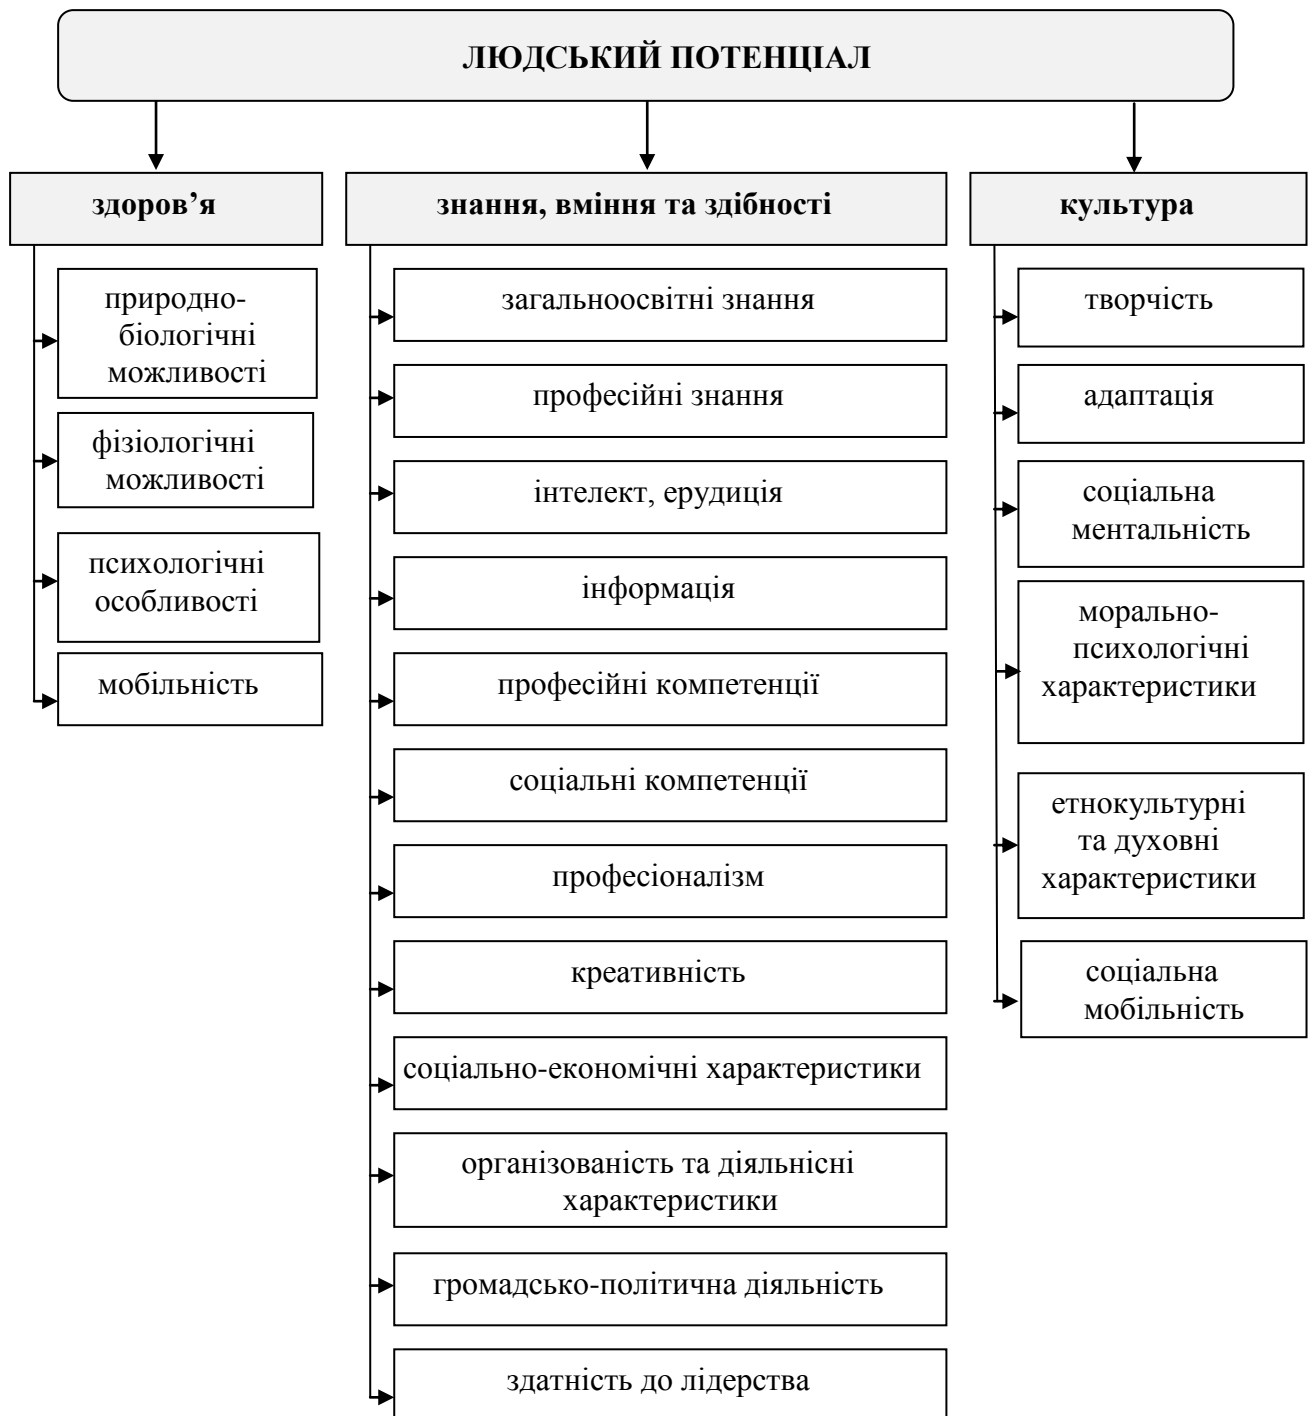 ЛЮДСЬКИЙ ПОТЕНЦІАЛ
здоров’я
природно-
біологічні
можливості
фізіологічні
можливості
психологічні
особливості
мобільність
знання, вміння та здібності
загальноосвітні знання
професійні знання
інтелект, ерудиція
інформація
професійні компетенції
соціальні компетенції
професіоналізм
креативність
соціально-економічні характеристики
організованість та діяльнісні
характеристики
громадсько-політична діяльність
здатність до лідерства
культура
творчість
адаптація
соціальна
ментальність
морально-
психологічні
характеристики
етнокультурні
та духовні
характеристики
соціальна
мобільність